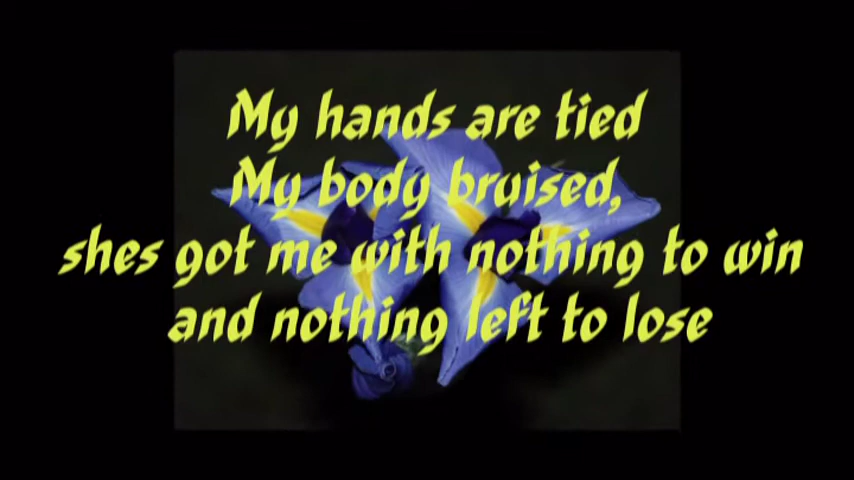 My hands are tied
My body bruised,
shes got me with nothing to win
and nothing left to lose